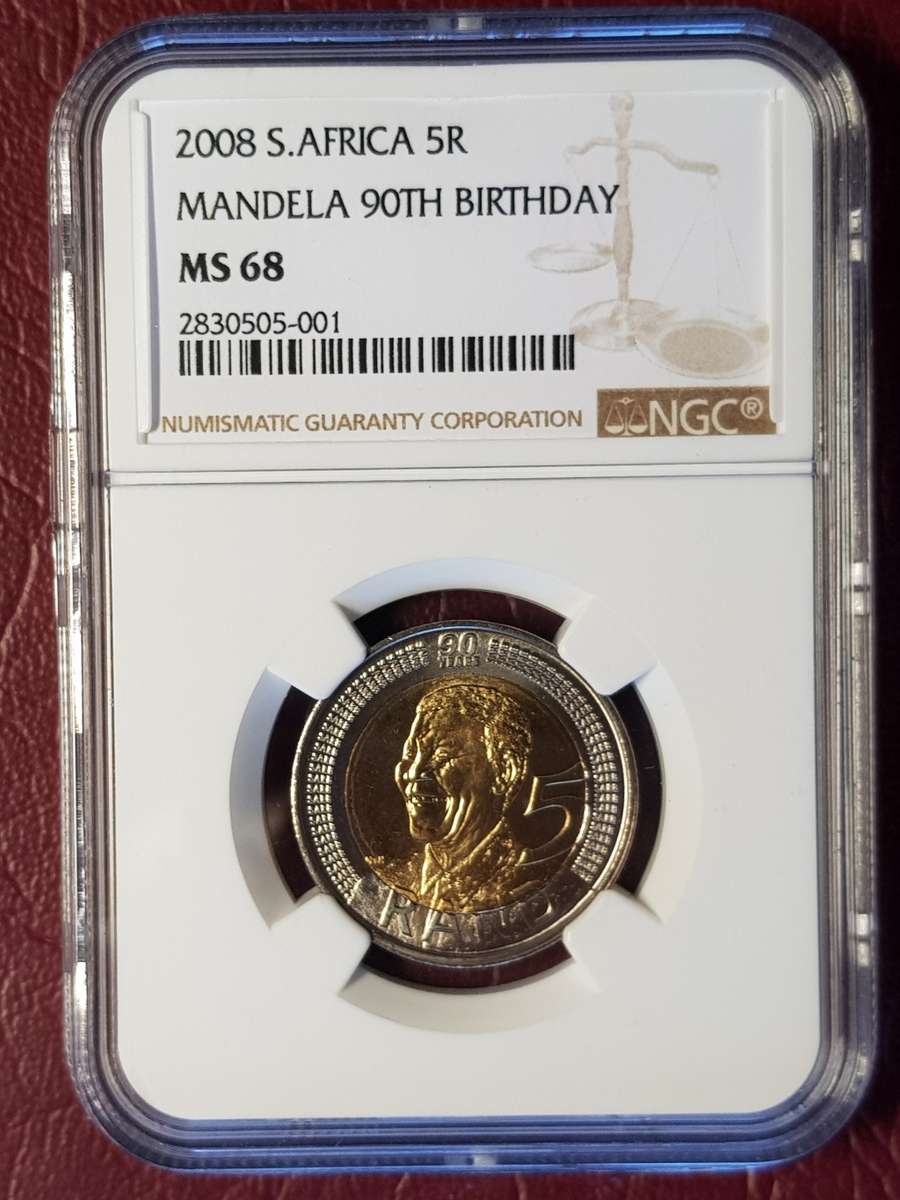 2008 S.AFRICA 5R
MANDELA 90TH BIRTHDAY
MS 68
2830505-001
NUMISMATIC GUARANTY CORPORATION
NGC®
90
YEARS
5
RAND